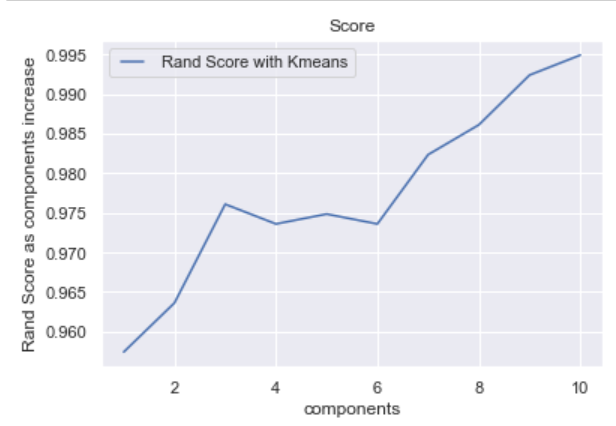 Score
Rand Score with Kmeans
Rand Score as components increase
0.995
0.990
0.985
0.980
0.975
0.970
0.965
0.960
2 4 6 8 10
components